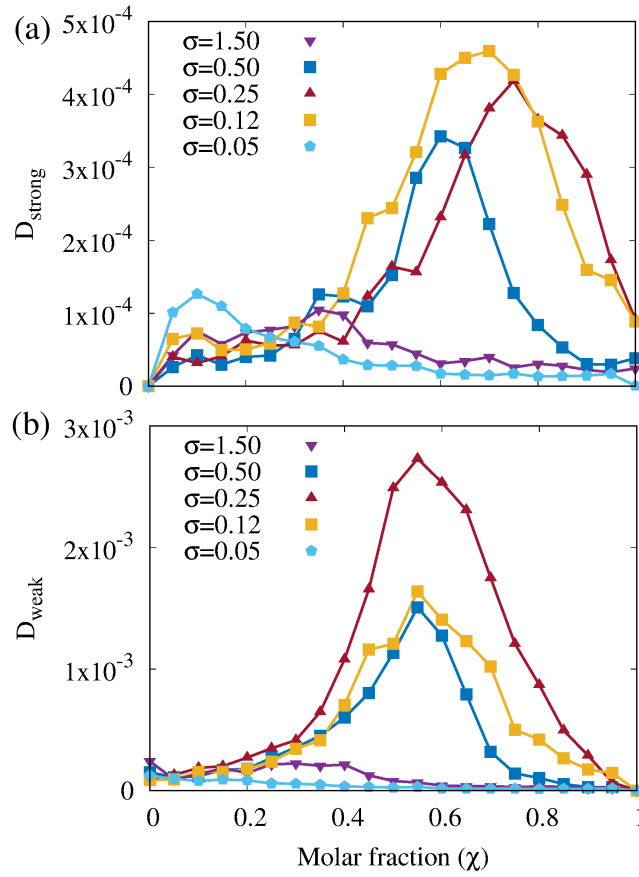 (a)
5x10⁻⁴
4x10⁻⁴
3x10⁻⁴
2x10⁻⁴
1x10⁻⁴
0
D_strong
σ=1.50
σ=0.50
σ=0.25
σ=0.12
σ=0.05
(b)
3x10⁻³
2x10⁻³
1x10⁻³
0
D_weak
σ=1.50
σ=0.50
σ=0.25
σ=0.12
σ=0.05
0 0.2 0.4 0.6 0.8 1
Molar fraction (χ)